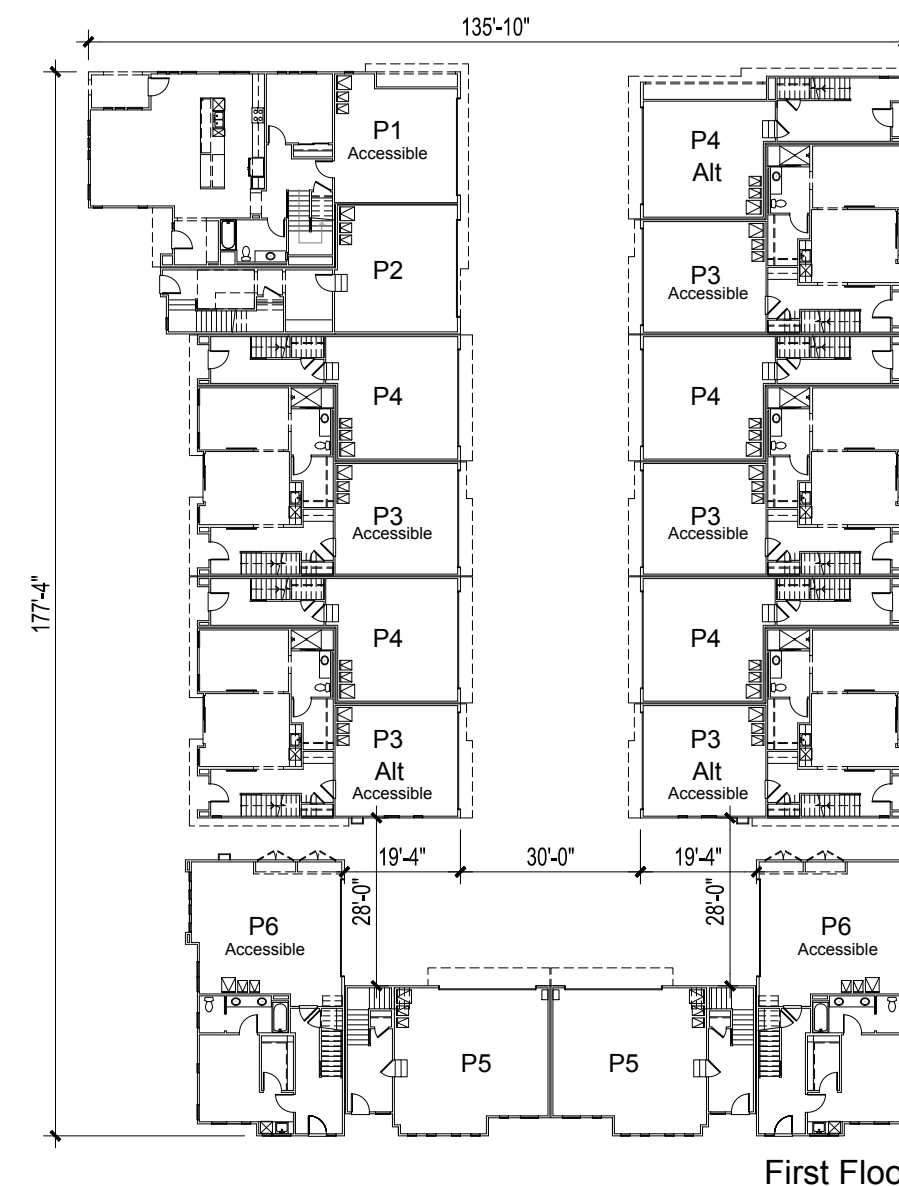 135'-10"
P1
Accessible
P4
Alt
P2
P3
Accessible
P4
P4
P3
Accessible
P3
Accessible
177'-4"
P4
P4
P3
Alt
Accessible
P3
Alt
Accessible
19'-4"
30'-0"
19'-4"
28'-0"
28'-0"
P6
Accessible
P6
Accessible
P5
P5
First Floo